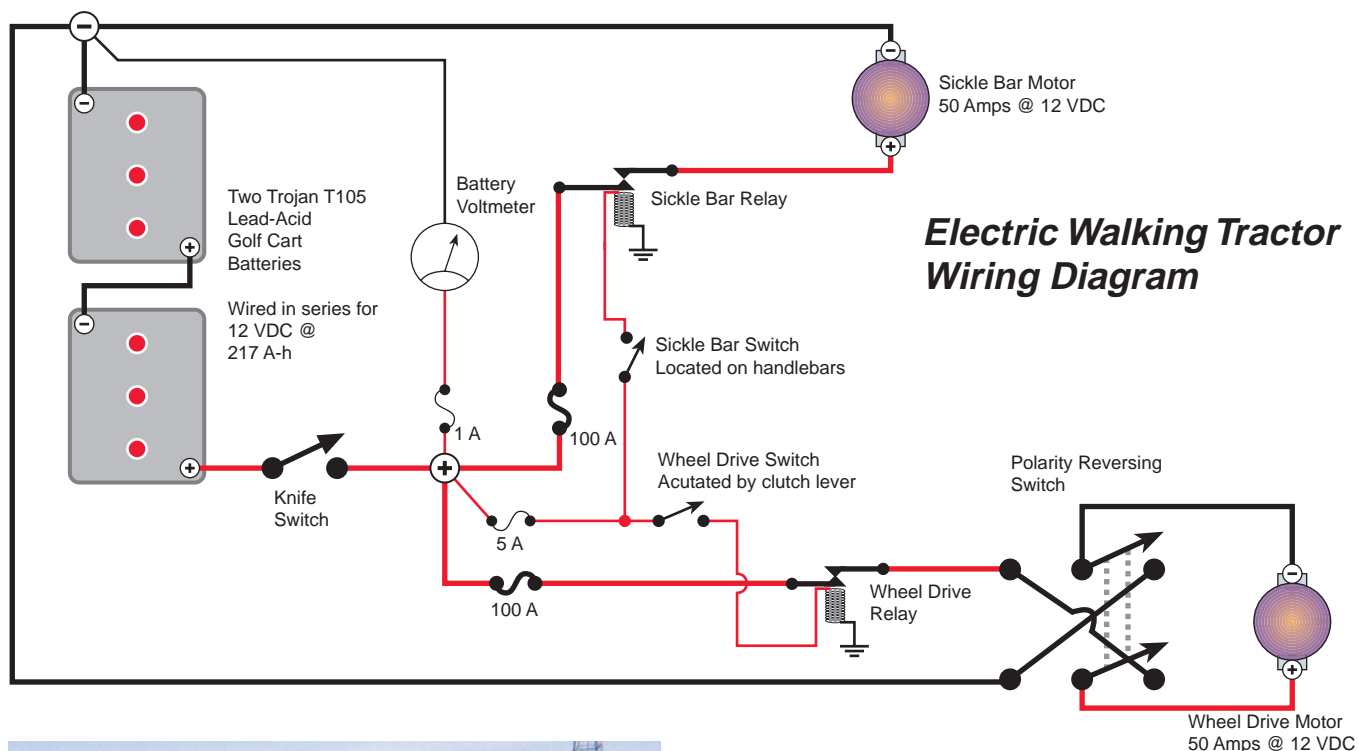 Sickle Bar Motor
50 Amps @ 12 VDC
Two Trojan T105
Lead-Acid
Golf Cart
Batteries
Wired in series for
12 VDC @
217 A-h
Battery
Voltmeter
Sickle Bar Relay
Electric Walking Tractor
Wiring Diagram
Sickle Bar Switch
Located on handlebars
1 A
100 A
Knife
Switch
Wheel Drive Switch
Acutated by clutch lever
Polarity Reversing
Switch
5 A
100 A
Wheel Drive
Relay
Wheel Drive Motor
50 Amps @ 12 VDC